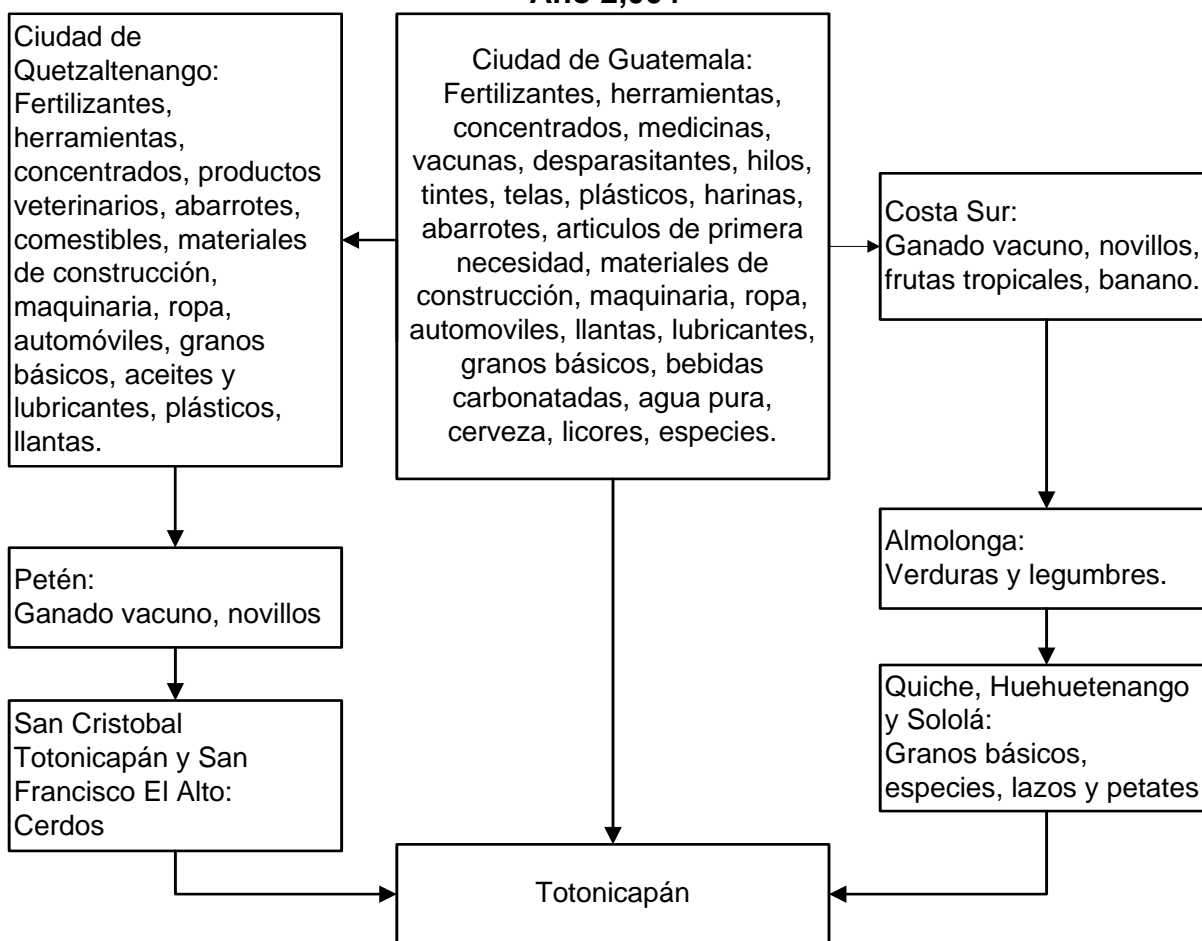 Ciudad de
Quetzaltenango:
Fertilizantes,
herramientas,
concentrados, productos
veterinarios, abarrotes,
comestibles, materiales
de construcción,
maquinaria, ropa,
automóviles, granos
básicos, aceites y
lubricantes, plásticos,
llantas.
Ciudad de Guatemala:
Fertilizantes, herramientas,
concentrados, medicinas,
vacunas, desparasitantes, hilos,
tintes, telas, plásticos, harinas,
abarrotes, articulos de primera
necesidad, materiales de
construcción, maquinaria, ropa,
automoviles, llantas, lubricantes,
granos básicos, bebidas
carbonatadas, agua pura,
cerveza, licores, especies.
Costa Sur:
Ganado vacuno, novillos,
frutas tropicales, banano.
Petén:
Ganado vacuno, novillos
Almolonga:
Verduras y legumbres.
San Cristobal
Totonicapán y San
Francisco El Alto:
Cerdos
Quiche, Huehuetenango
y Sololá:
Granos básicos,
especies, lazos y petates
Totonicapán